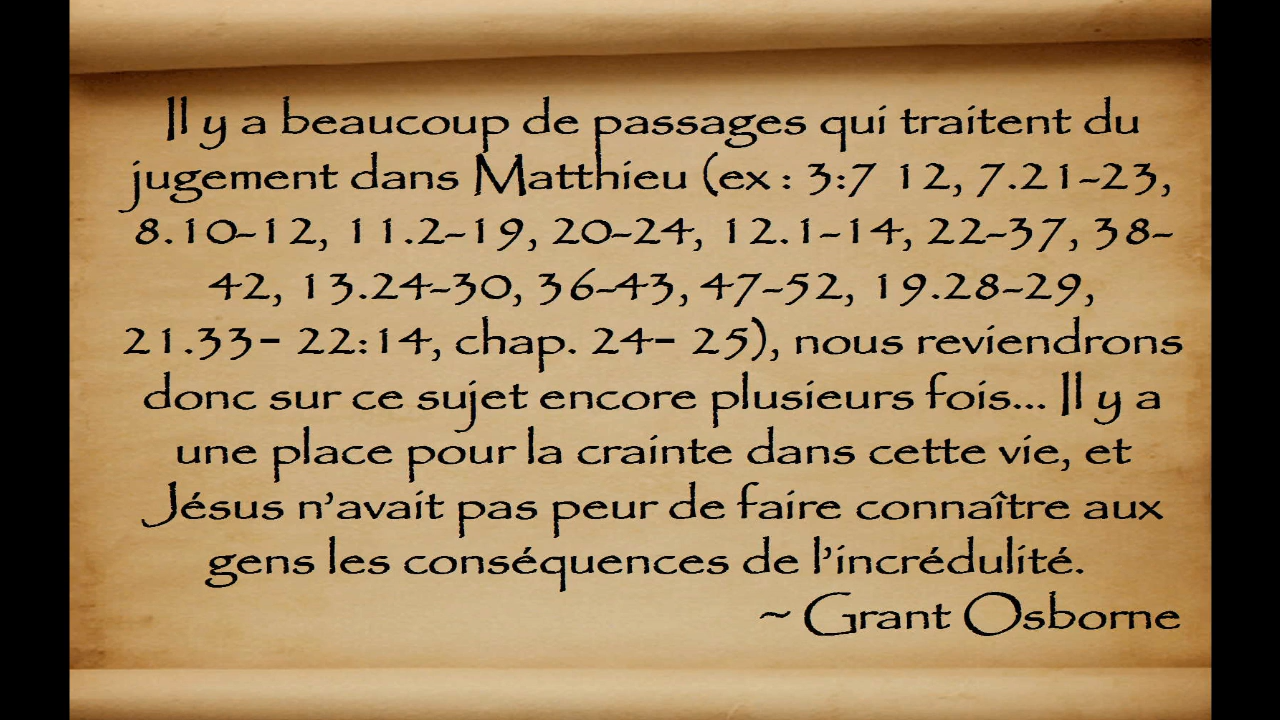 Il y a beaucoup de passages qui traitent du
jugement dans Matthieu (ex : 3:7 12, 7.21-23,
8.10-12, 11.2-19, 20-24, 12.1-14, 22-37, 38-
42, 13.24-30, 36-43, 47-52, 19.28-29,
21.33- 22:14, chap. 24- 25), nous reviendrons
donc sur ce sujet encore plusieurs fois... Il y a
une place pour la crainte dans cette vie, et
Jésus n’avait pas peur de faire connaître aux
gens les conséquences de l’incrédulité.
~ Grant Osborne